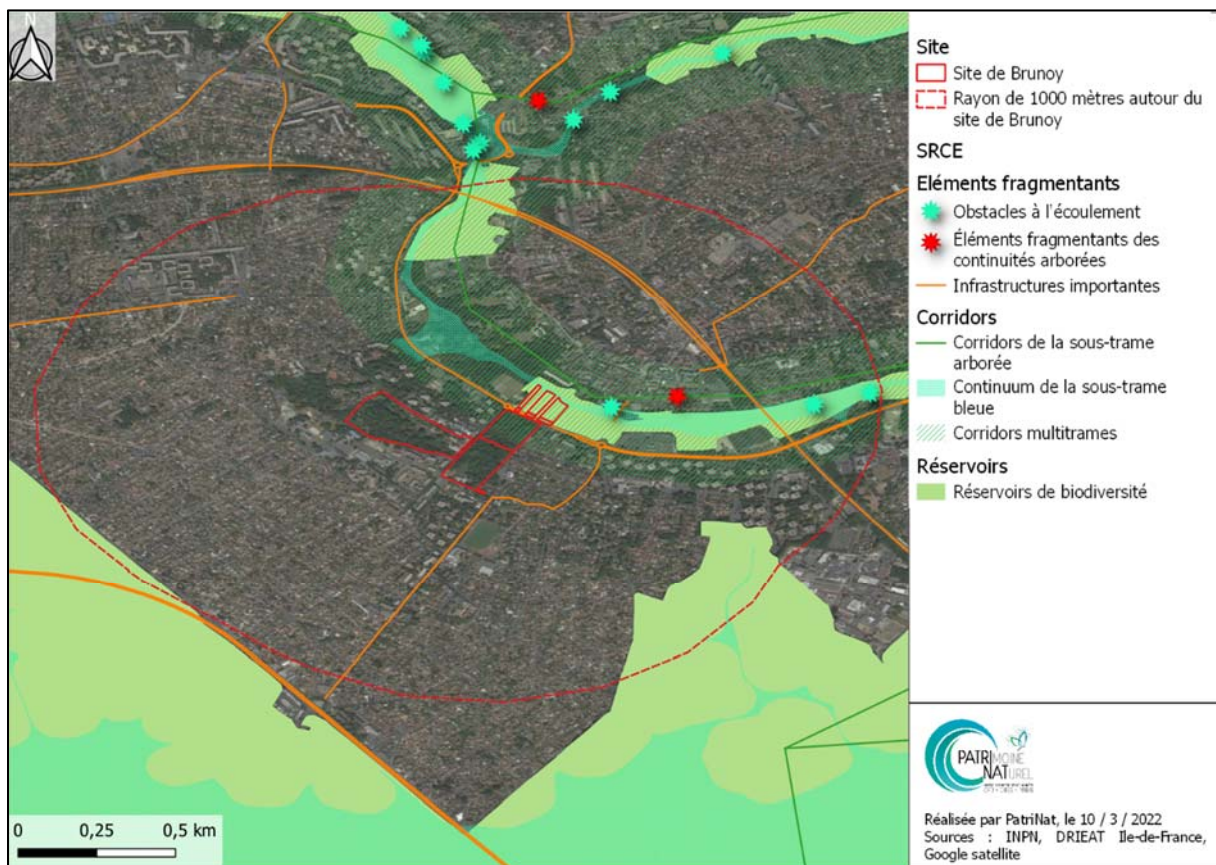 N
Site
Site de Brunoy
Rayon de 1000 mètres autour du
site de Brunoy
SRCE
Eléments fragmentants
Obstacles à l'écoulement
Éléments fragmentants des
continuités arborées
Infrastructures importantes
Corridors
Corridors de la sous-trame
arborée
Continuum de la sous-trame
bleue
Corridors multitrames
Réservoirs
Réservoirs de biodiversité
PATRIMOINE
NATUREL
Réalisée par PatriNat, le 10 / 3 / 2022
Sources : INPN, DRIEAT Ile-de-France,
Google satellite
0 0,25 0,5 km